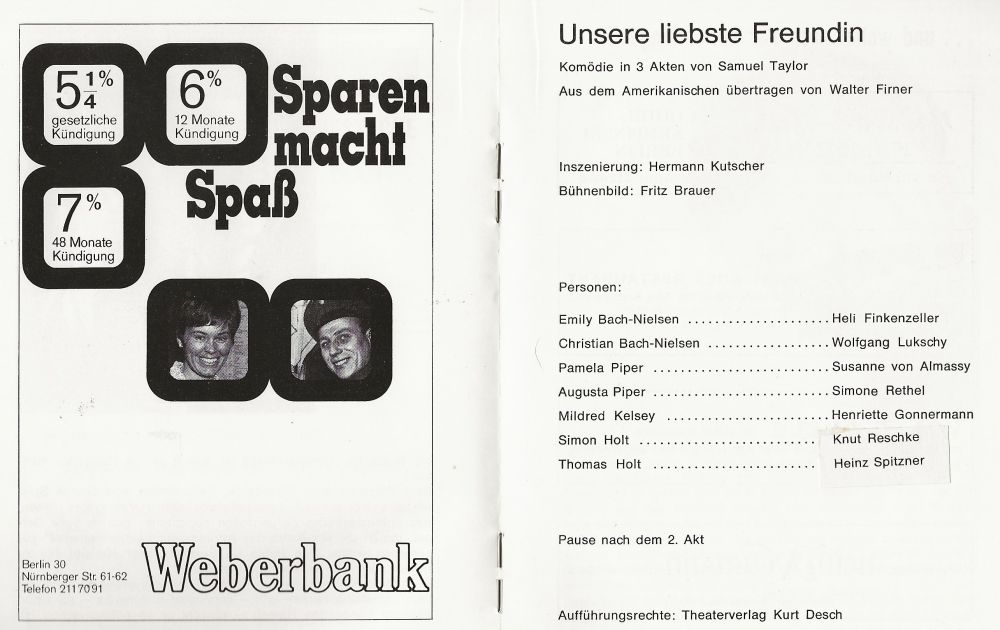 5 1/4 %
gesetzliche
Kündigung
6%
12 Monate
Kündigung
7%
48 Monate
Kündigung
Sparen
macht
Spaß
Berlin 30
Nürnberger Str. 61-62
Telefon 2117091
Weberbank
Unsere liebste Freundin
Komödie in 3 Akten von Samuel Taylor
Aus dem Amerikanischen übertragen von Walter Firner
Inszenierung: Hermann Kutscher
Bühnenbild: Fritz Brauer
Personen:
Emily Bach-Nielsen ..................... Heli Finkenzeller
Christian Bach-Nielsen .................. Wolfgang Lukschy
Pamela Piper .......................... Susanne von Almassy
Augusta Piper .......................... Simone Rethel
Mildred Kelsey ........................ Henriette Gonnermann
Simon Holt .......................... Knut Reschke
Thomas Holt ........................ Heinz Spitzner
Pause nach dem 2. Akt
Aufführungsrechte: Theaterverlag Kurt Desch